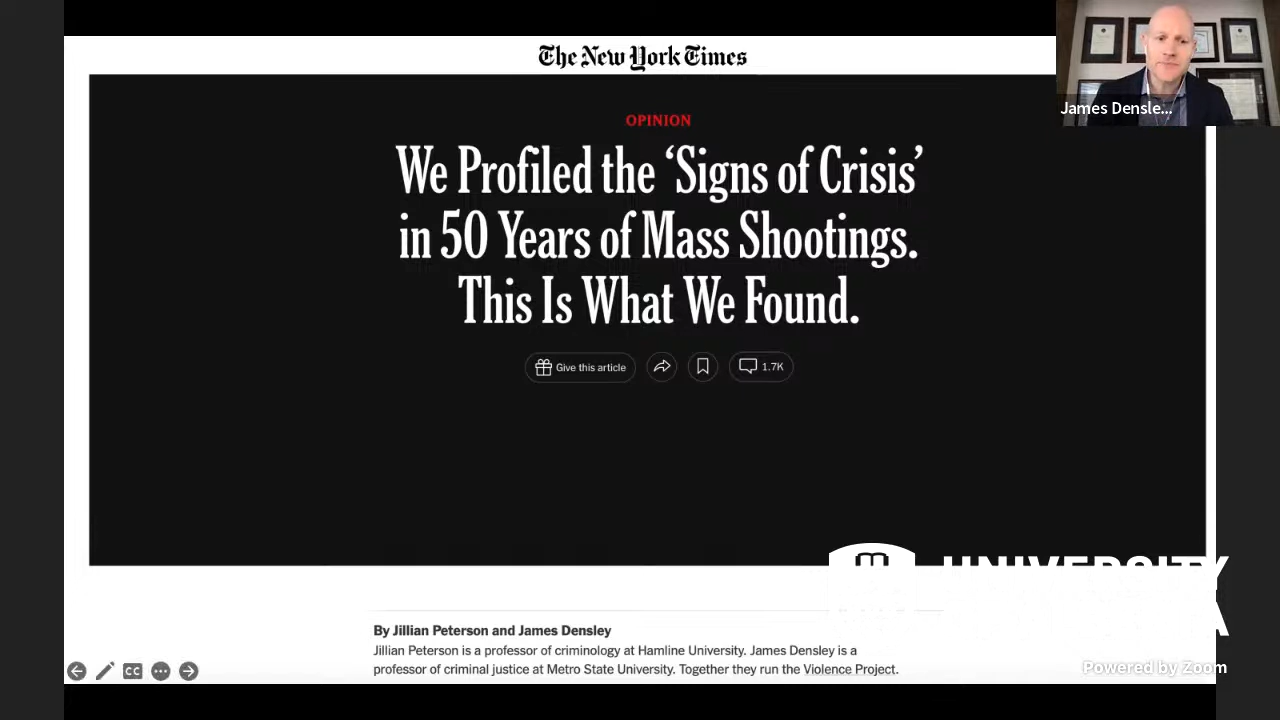 The New York Times
James Densle...
OPINION
We Profiled the ‘Signs of Crisis’
in 50 Years of Mass Shootings.
This Is What We Found.
Give this article
1.7K
UNIVERSITY
By Jillian Peterson and James Densley
Jillian Peterson is a professor of criminology at Hamline University. James Densley is a
professor of criminal justice at Metro State University. Together they run the Violence Project.
CC
Powered by Zoom